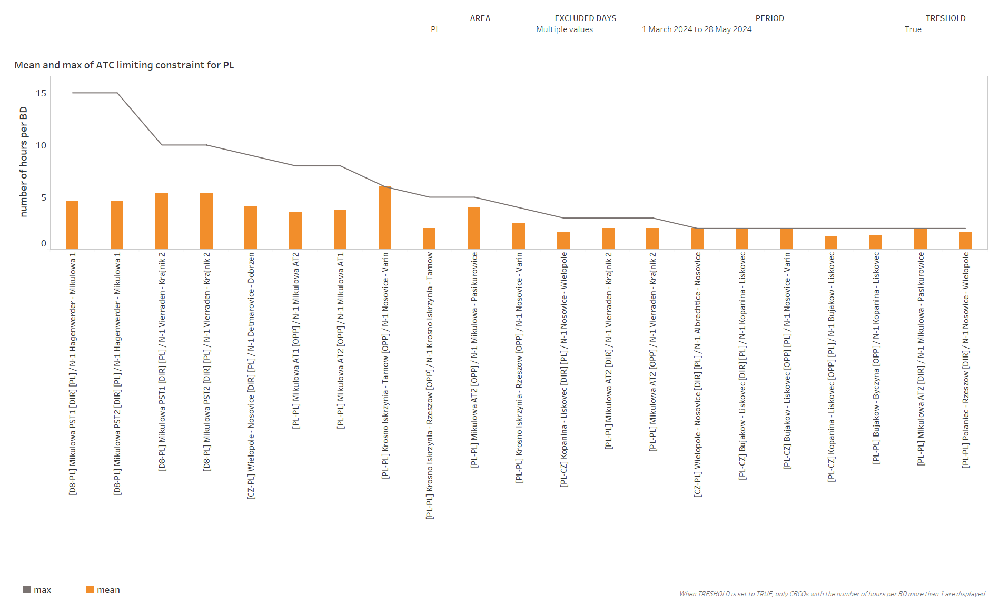 AREA
EXCLUDED DAYS
PERIOD
TRESHOLD
PL
Multiple values
1 March 2024 to 28 May 2024
True
Mean and max of ATC limiting constraint for PL
number of hours per BD
15
10
5
0
[D8-PL] Mikulowa PST1 [DIR] [PL] / N-1 Hagenwerder - Mikulowa 1
[D8-PL] Mikulowa PST2 [DIR] [PL] / N-1 Hagenwerder - Mikulowa 1
[D8-PL] Mikulowa PST1 [DIR] [PL] / N-1 Vierraden - Krajnik 2
[D8-PL] Mikulowa PST2 [DIR] [PL] / N-1 Vierraden - Krajnik 2
[CZ-PL] Wielopole - Nosovice [DIR] [PL] / N-1 Detmarovice - Dobrzen
[PL-PL] Mikulowa AT1 [OPP] / N-1 Mikulowa AT2
[PL-PL] Mikulowa AT2 [OPP] / N-1 Mikulowa AT1
[PL-PL] Krosno Iskrzynia - Tarnow [OPP] / N-1 Nosovice - Varin
[PL-PL] Krosno Iskrzynia - Rzeszow [OPP] / N-1 Krosno Iskrzynia - Tarnow
[PL-PL] Mikulowa AT2 [OPP] / N-1 Mikulowa - Pasikurowice
[PL-PL] Krosno Iskrzynia - Rzeszow [OPP] / N-1 Nosovice - Varin
[PL-CZ] Kopanina - Liskovec [DIR] [PL] / N-1 Nosovice - Wielopole
[PL-PL] Mikulowa AT2 [DIR] / N-1 Vierraden - Krajnik 2
[PL-PL] Mikulowa AT2 [OPP] / N-1 Vierraden - Krajnik 2
[CZ-PL] Wielopole - Nosovice [DIR] [PL] / N-1 Albrechtice - Nosovice
[PL-CZ] Bujakow - Liskovec [DIR] [PL] / N-1 Kopanina - Liskovec
[PL-CZ] Bujakow - Liskovec [OPP] [PL] / N-1 Nosovice - Varin
[PL-CZ] Kopanina - Liskovec [OPP] [PL] / N-1 Bujakow - Liskovec
[PL-PL] Bujakow - Byczyna [OPP] / N-1 Kopanina - Liskovec
[PL-PL] Mikulowa AT2 [DIR] / N-1 Mikulowa - Pasikurowice
[PL-PL] Polaniec - Rzeszow [DIR] / N-1 Nosovice - Wielopole
max
mean
When TRESHOLD is set to TRUE, only CBCOs with the number of hours per BD more than 1 are displayed.